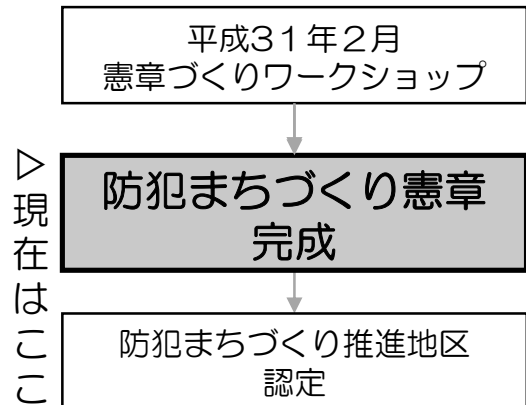 平成３１年２月
憲章づくりワークショップ
▷現在はここ
防犯まちづくり憲章
完成
防犯まちづくり推進地区
認定